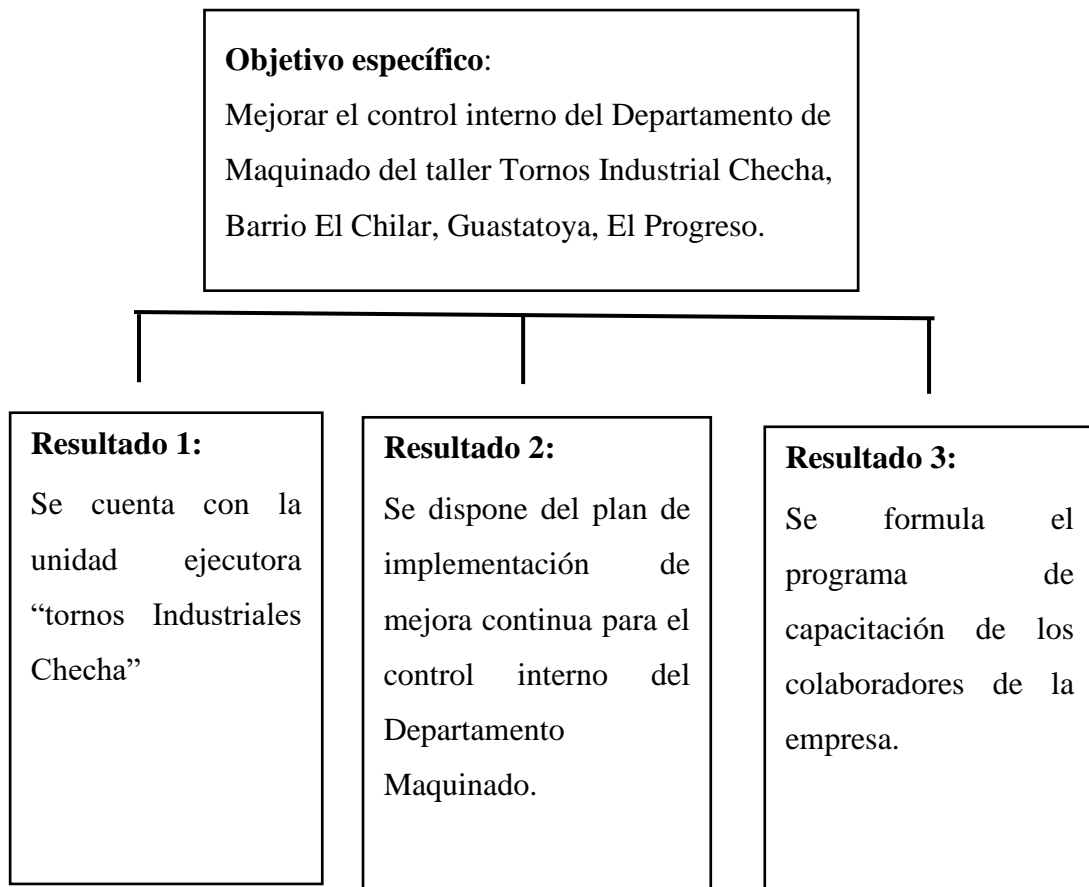 Objetivo específico:
Mejorar el control interno del Departamento de
Maquinado del taller Tornos Industrial Checha,
Barrio El Chilar, Guastatoya, El Progreso.
Resultado 1:
Se cuenta con la
unidad ejecutora
“tornos Industriales
Checha”
Resultado 2:
Se dispone del plan de
implementación de
mejora continua para el
control interno del
Departamento
Maquinado.
Resultado 3:
Se formula el
programa de
capacitación de los
colaboradores de la
empresa.